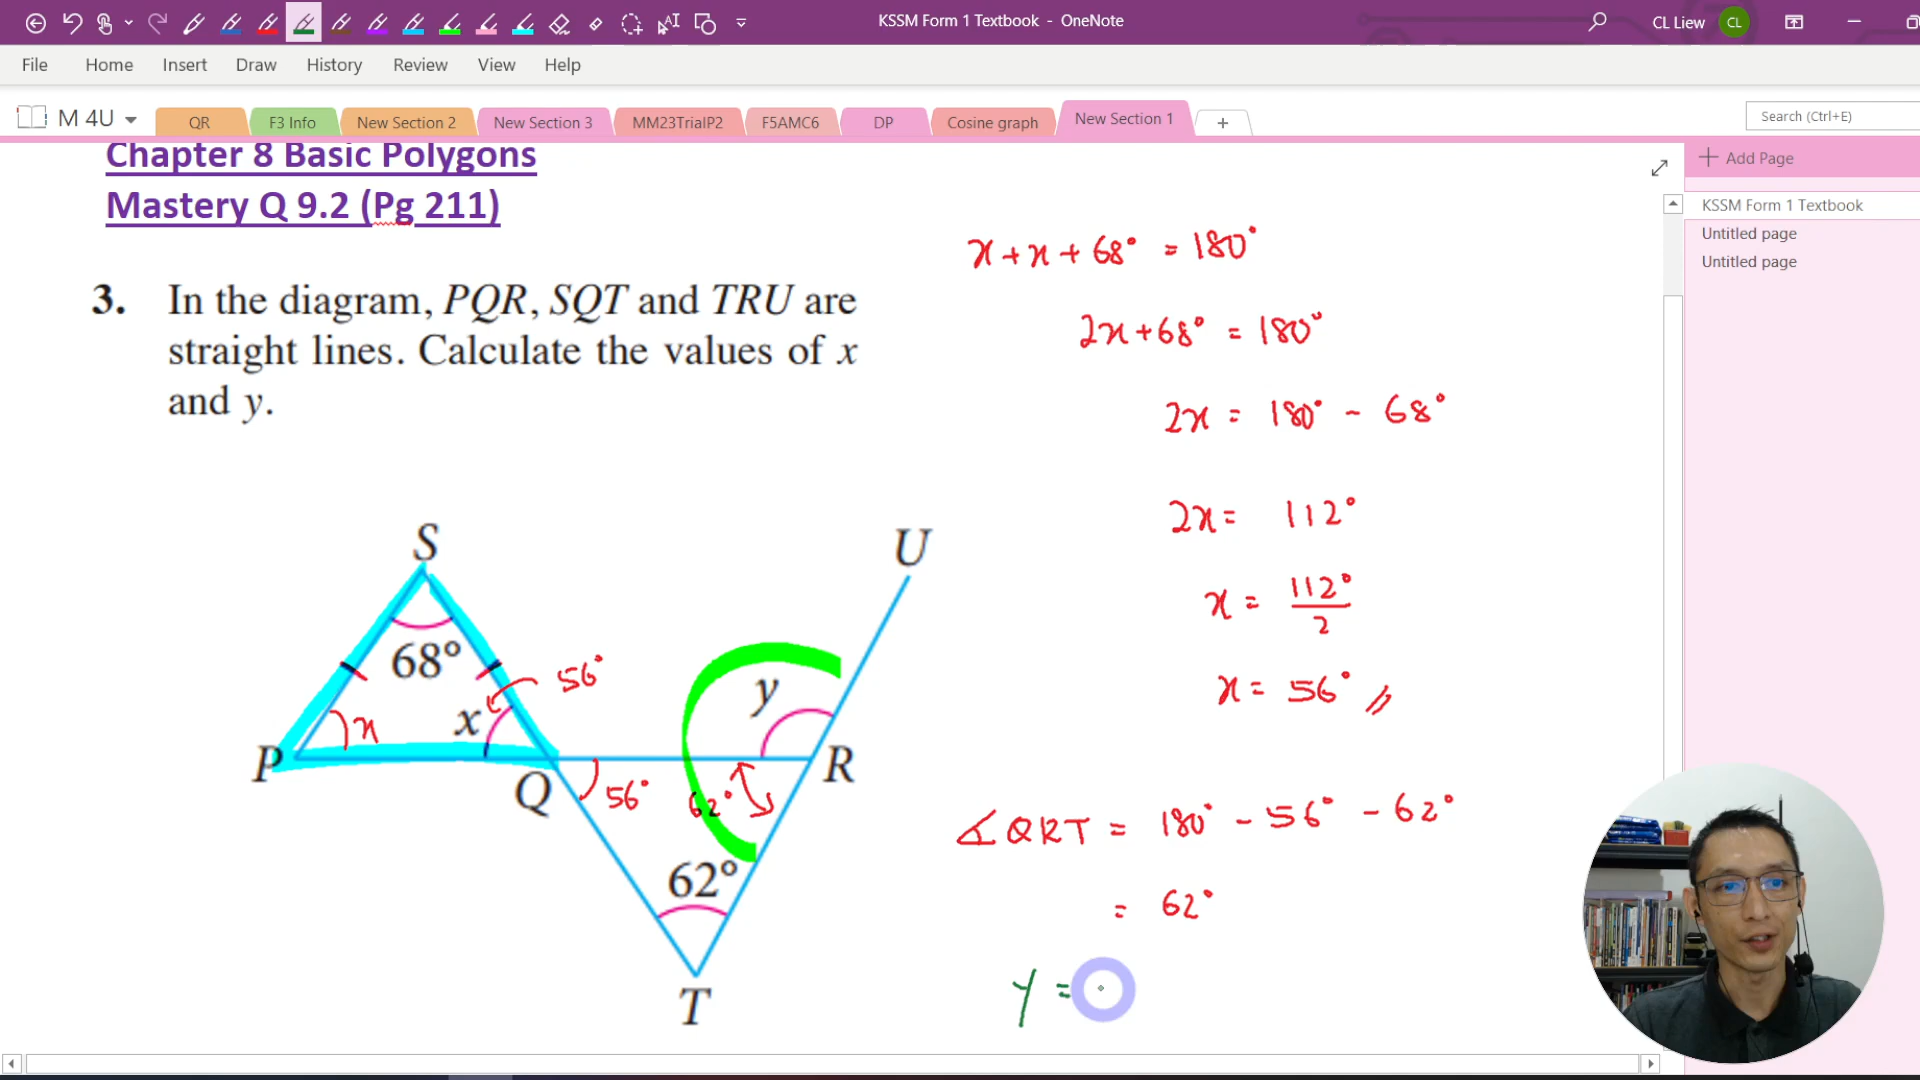 KSSM Form 1 Textbook - OneNote
CL Liew
CL
File Home Insert Draw History Review View Help
M 4U
QR
F3 Info
New Section 2
New Section 3
MM23TrialP2
F5AMC6
DP
Cosine graph
New Section 1
+
Search (Ctrl+E)
Add Page
KSSM Form 1 Textbook
Untitled page
Untitled page
Chapter 8 Basic Polygons
Mastery Q 9.2 (Pg 211)
3. In the diagram, PQR, SQT and TRU are
straight lines. Calculate the values of x
and y.
S
U
68°
56°
y
x
x
P
R
Q
56°
62°
62°
T
x + x + 68° = 180°
2x + 68° = 180°
2x = 180° - 68°
2x = 112°
x = 112°
2
x = 56° //
∡QRT = 180° - 56° - 62°
= 62°
y =